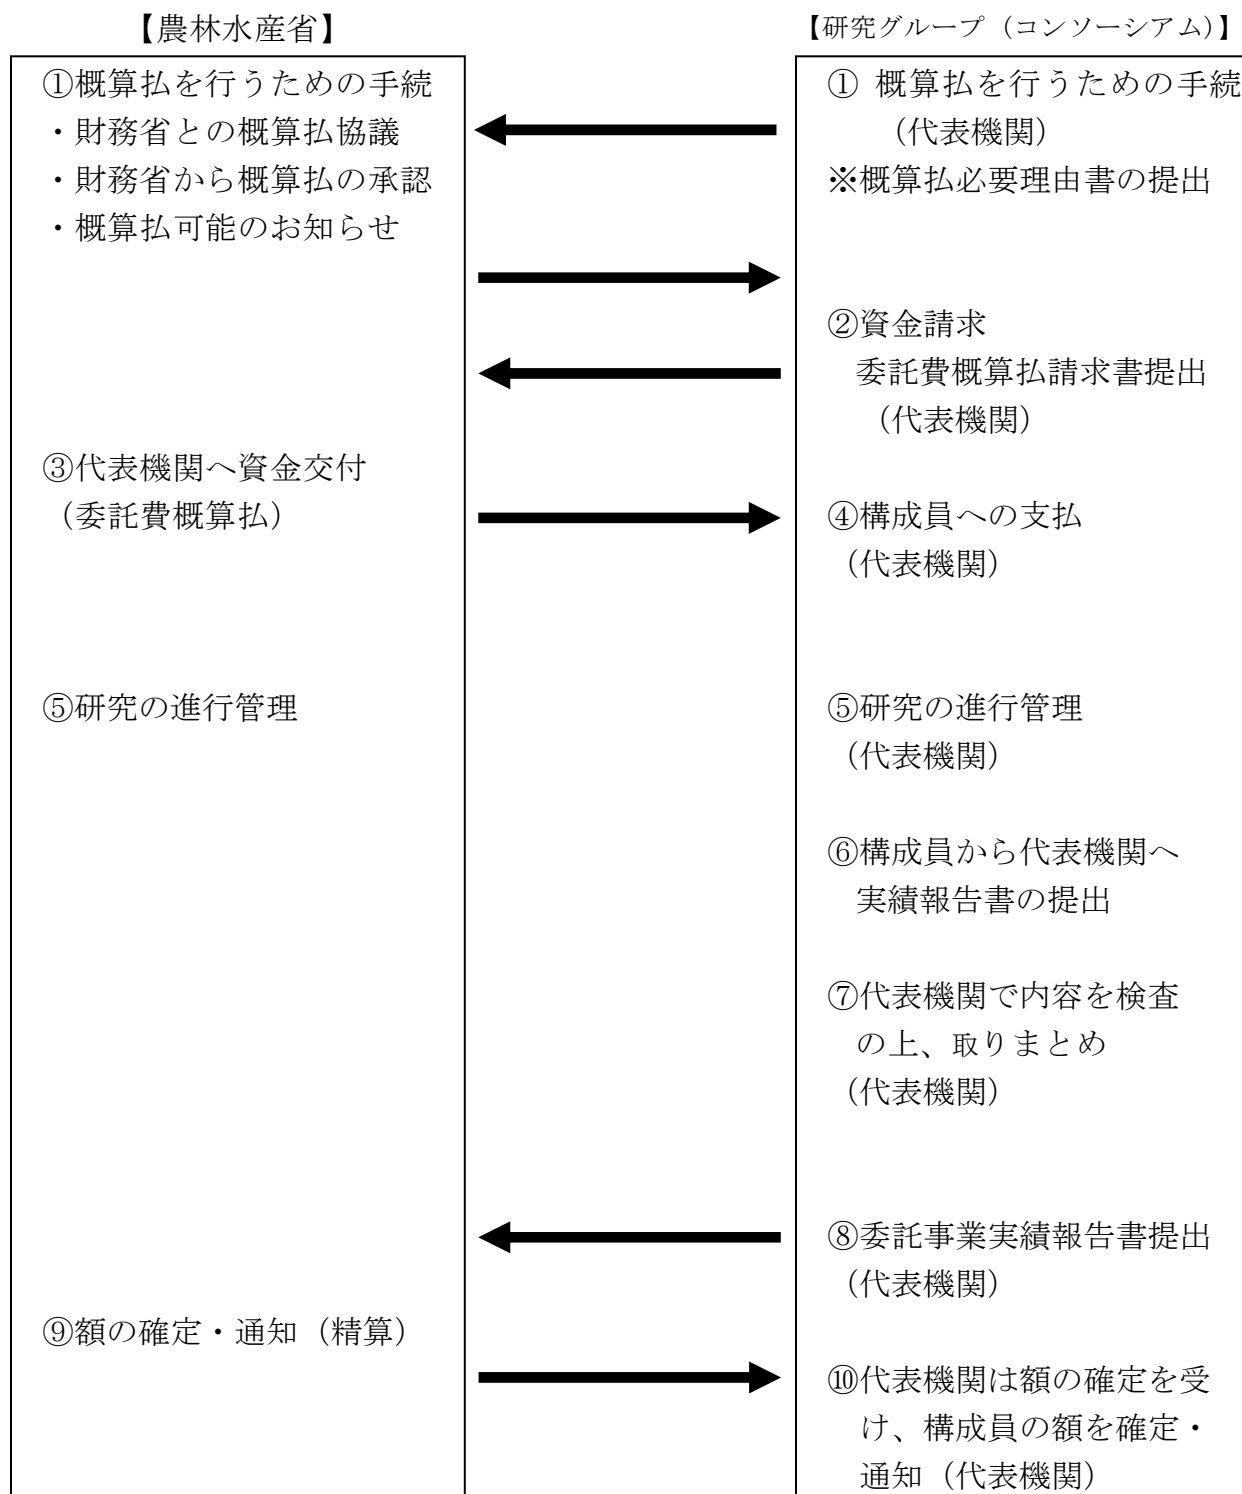 【農林水産省】
①概算払を行うための手続
・財務省との概算払協議
・財務省から概算払の承認
・概算払可能のお知らせ
③代表機関へ資金交付
（委託費概算払）
⑤研究の進行管理
⑨額の確定・通知（精算）
【研究グループ（コンソーシアム）】
① 概算払を行うための手続
（代表機関）
※概算払必要理由書の提出
②資金請求
委託費概算払請求書提出
（代表機関）
④構成員への支払
（代表機関）
⑤研究の進行管理
（代表機関）
⑥構成員から代表機関へ
実績報告書の提出
⑦代表機関で内容を検査
の上、取りまとめ
（代表機関）
⑧委託事業実績報告書提出
（代表機関）
⑩代表機関は額の確定を受
け、構成員の額を確定・
通知（代表機関）